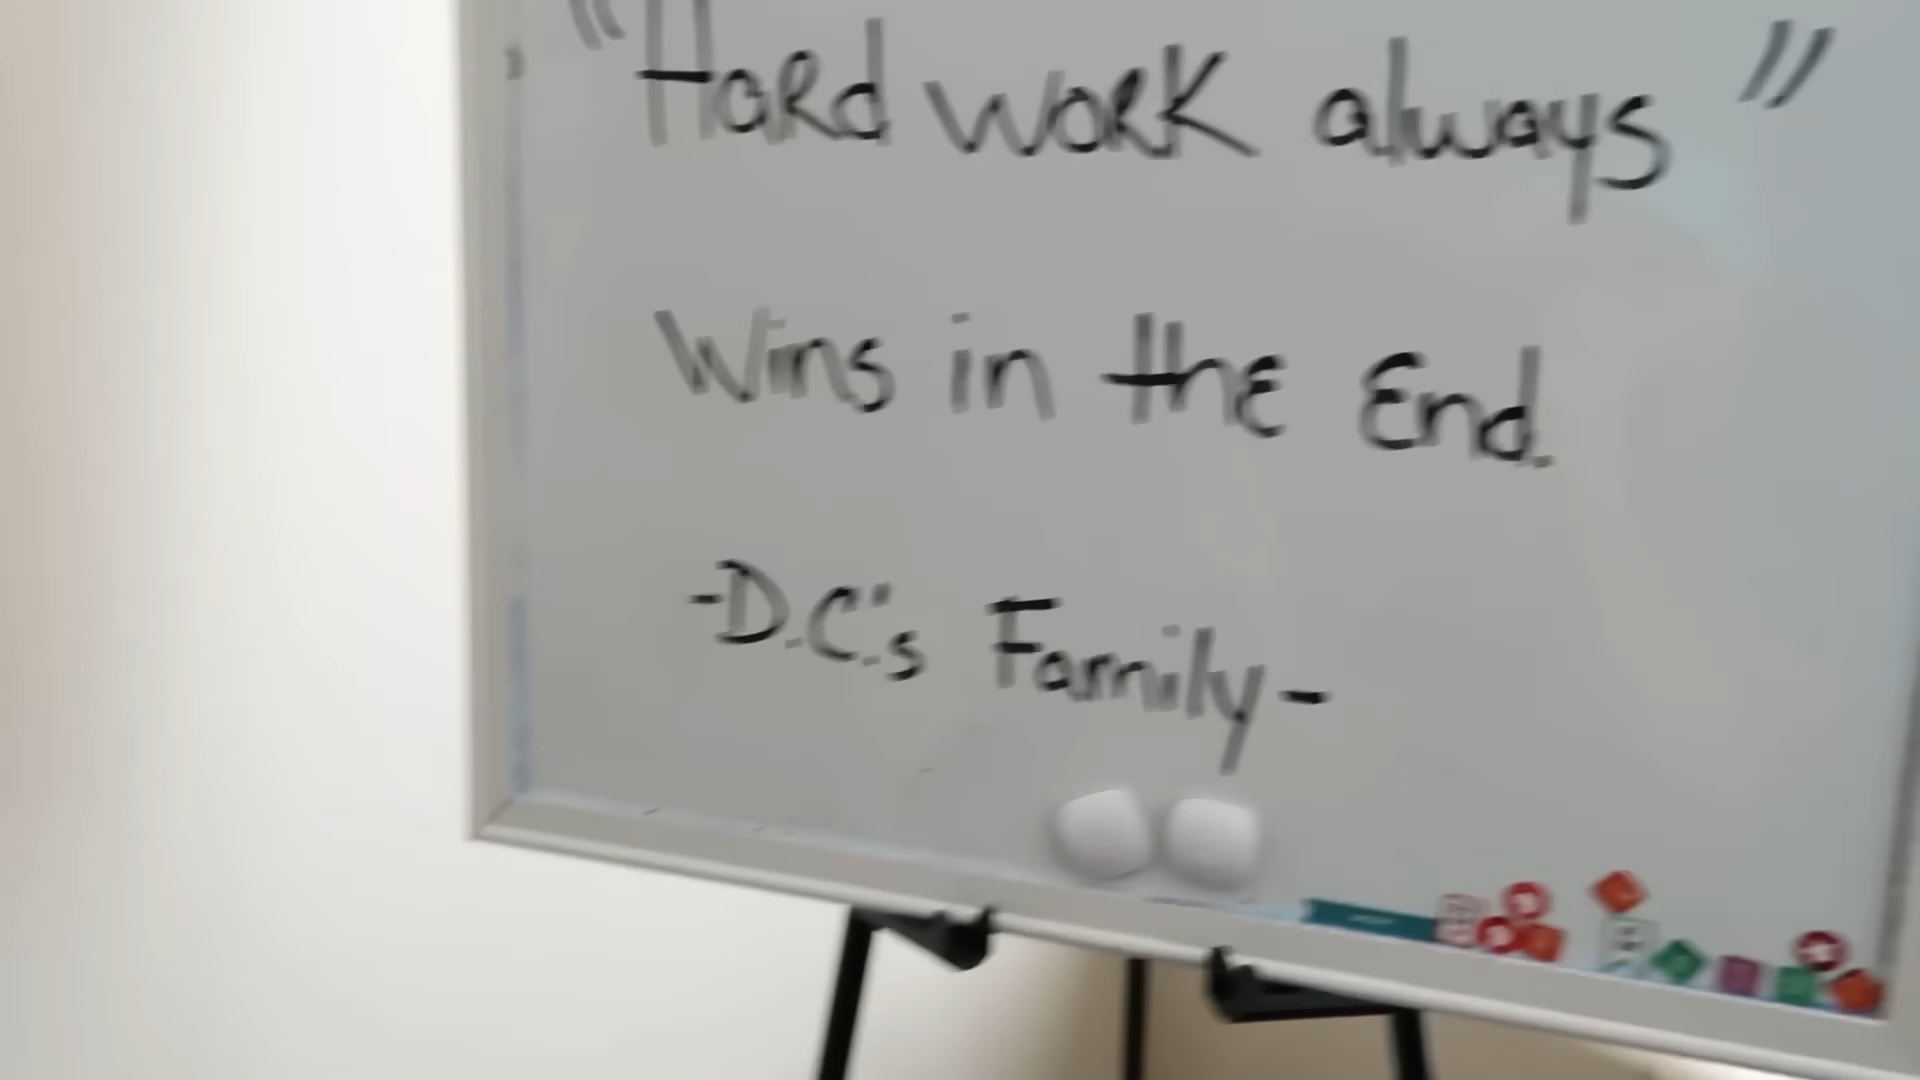 "Hard work always"
Wins in the End.
-D.C.'s Family-